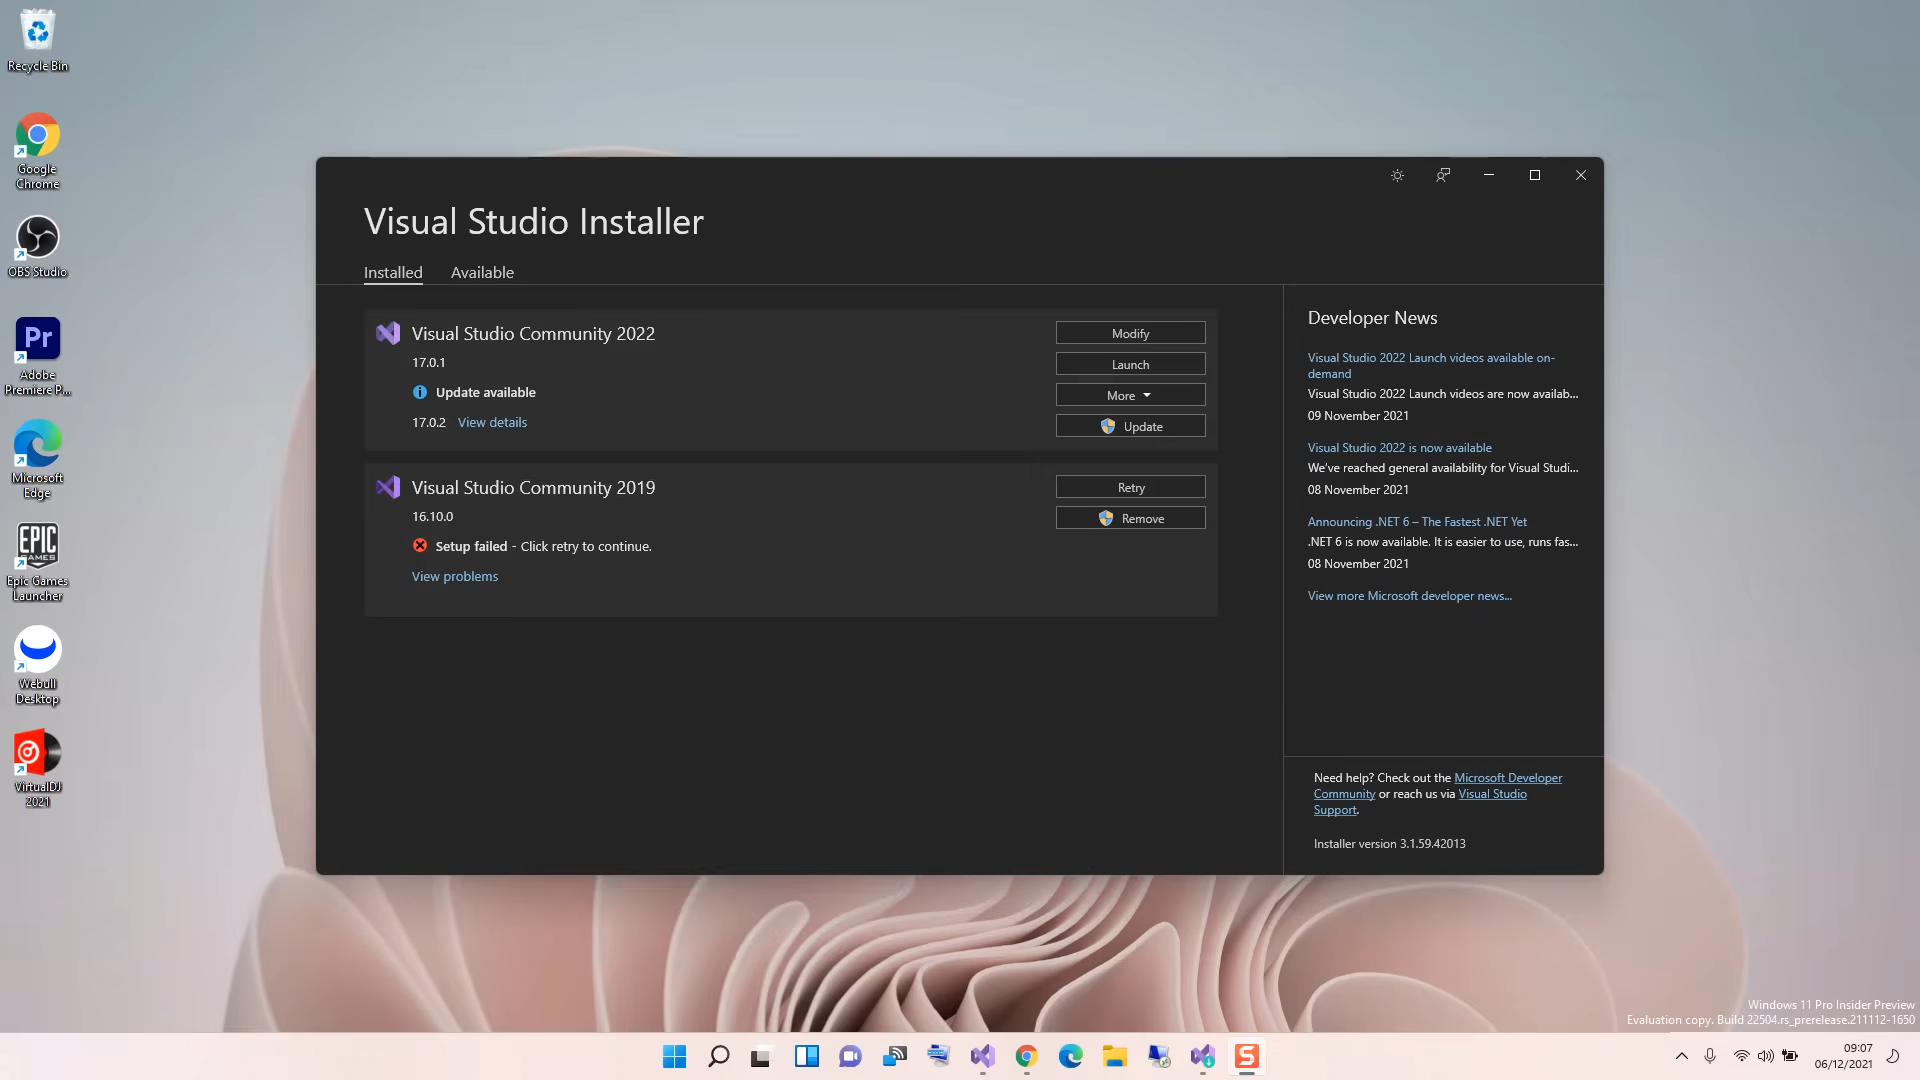 Recycle Bin
Google
Chrome
OBS Studio
Pr
Adobe
Premiere P...
Microsoft
Edge
EPIC
GAMES
Epic Games
Launcher
Webull
Desktop
VirtualDJ
2021
Visual Studio Installer
Installed
Available
Visual Studio Community 2022
17.0.1
Update available
17.0.2 View details
Modify
Launch
More
Update
Visual Studio Community 2019
16.10.0
Setup failed - Click retry to continue.
View problems
Retry
Remove
Developer News
Visual Studio 2022 Launch videos available on-
demand
Visual Studio 2022 Launch videos are now availab...
09 November 2021
Visual Studio 2022 is now available
We've reached general availability for Visual Studi...
08 November 2021
Announcing .NET 6 – The Fastest .NET Yet
.NET 6 is now available. It is easier to use, runs fas...
08 November 2021
View more Microsoft developer news...
Need help? Check out the Microsoft Developer
Community or reach us via Visual Studio
Support.
Installer version 3.1.59.42013
Windows 11 Pro Insider Preview
Evaluation copy. Build 22504.rs_prerelease.211112-1650
S
09:07
06/12/2021